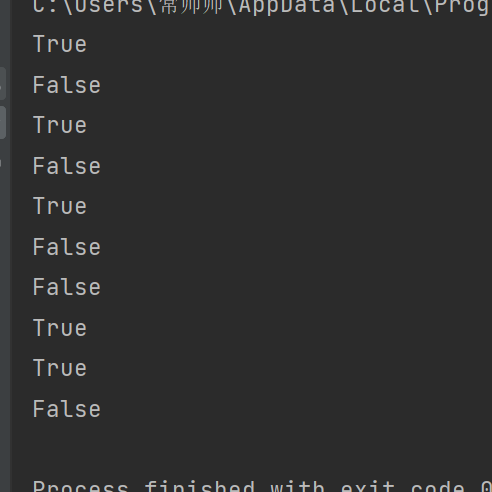 C:\Users\常帅帅\AppData\Local\Prog
True
False
True
False
True
False
False
True
True
False
Process finished with exit code 0